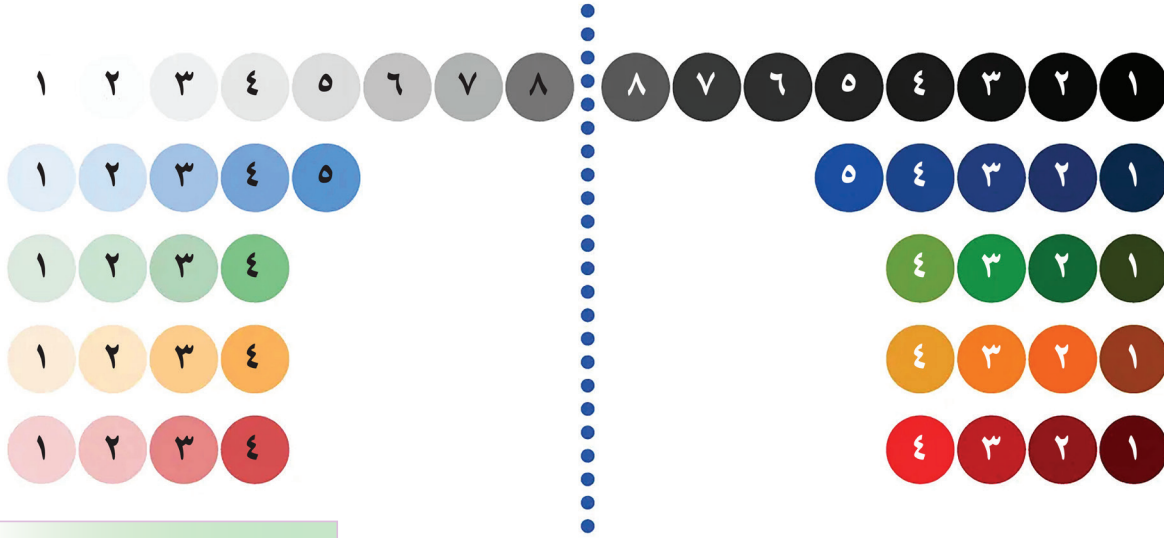 ١ ٢ ٣ ٤ ٥ ٦ ٧ ٨ ٨ ٧ ٦ ٥ ٤ ٣ ٢ ١
١ ٢ ٣ ٤ ٥ ٥ ٤ ٣ ٢ ١
١ ٢ ٣ ٤ ٤ ٣ ٢ ١
١ ٢ ٣ ٤ ٤ ٣ ٢ ١
١ ٢ ٣ ٤ ٤ ٣ ٢ ١